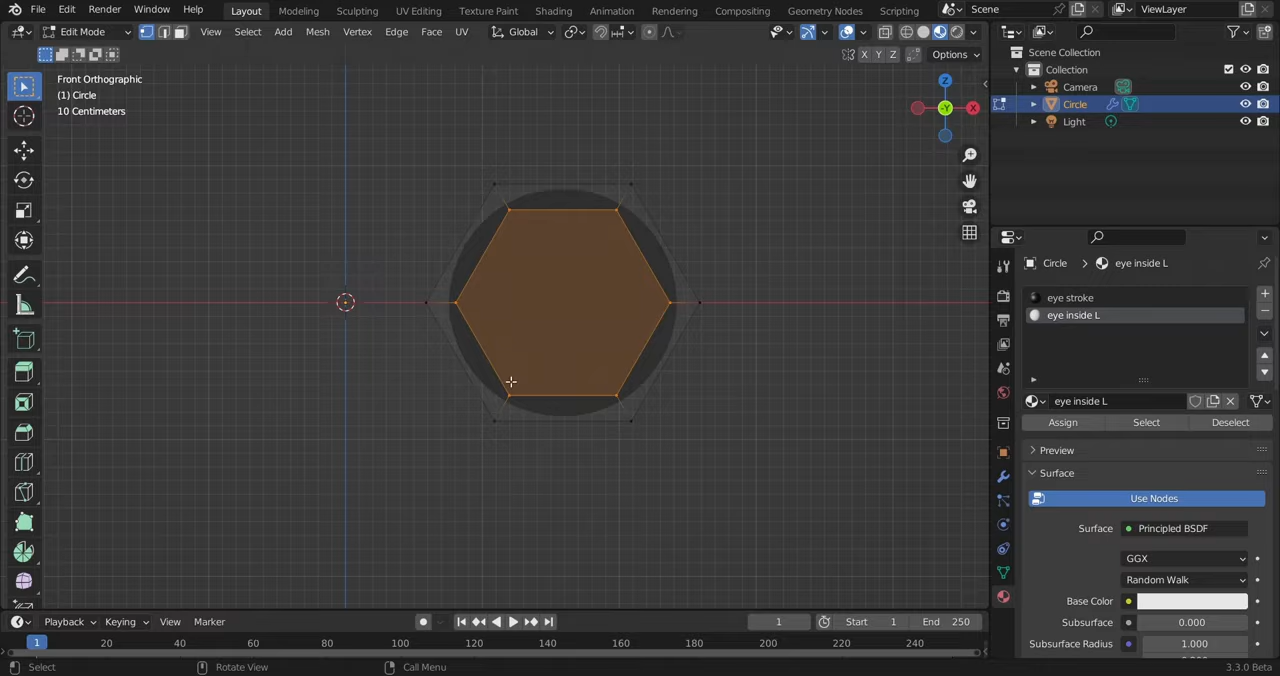 File Edit Render Window Help Layout Modeling Sculpting UV Editing Texture Paint Shading Animation Rendering Compositing Geometry Nodes Scripting Scene ViewLayer
Edit Mode View Select Add Mesh Vertex Edge Face UV Global
X Y Z Options
Front Orthographic
(1) Circle
10 Centimeters
Z
-Y
X
Scene Collection
Collection
Camera
Circle
Light
Circle > eye inside L
eye stroke
eye inside L
eye inside L
Assign Select Deselect
Preview
Surface
Use Nodes
Surface Principled BSDF
GGX
Random Walk
Base Color
Subsurface 0.000
Subsurface Radius 1.000
Playback Keying View Marker 1 Start 1 End 250
1 20 40 60 80 100 120 140 160 180 200 220 240
Select Rotate View Call Menu 3.3.0 Beta